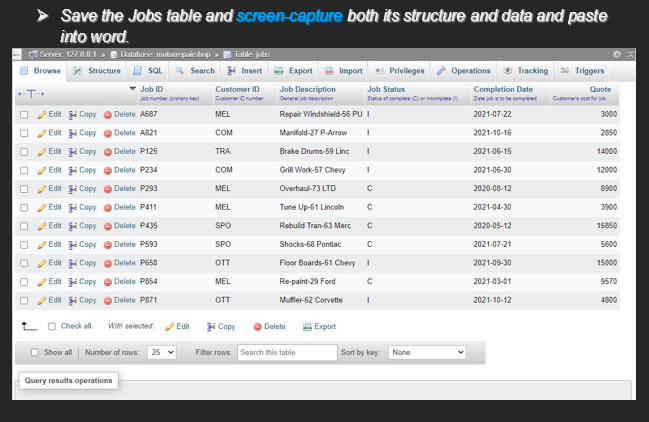 ➤ Save the Jobs table and screen-capture both its structure and data and paste
into word.
Server: 127.0.0.1 » Database: motorrepairshop » Table: jobs
Browse Structure SQL Search Insert Export Import Privileges Operations Tracking Triggers
Job ID Customer ID Job Description Job Status Completion Date Quote
Job number (primary key) Customer ID number General job description Status of complete (C) or incomplete (I) Date job is to be completed Customer's cost for job
Edit Copy Delete A687 MEL Repair Windshield-56 PU I 2021-07-22 3000
Edit Copy Delete A821 COM Manifold-27 P-Arrow I 2021-10-16 2850
Edit Copy Delete P125 TRA Brake Drums-59 Linc I 2021-06-15 14000
Edit Copy Delete P234 COM Grill Work-57 Chevy I 2021-06-30 12000
Edit Copy Delete P293 MEL Overhaul-73 LTD C 2020-08-12 8900
Edit Copy Delete P411 MEL Tune Up-61 Lincoln C 2021-04-30 3900
Edit Copy Delete P435 SPO Rebuild Tran-63 Merc C 2020-05-12 16850
Edit Copy Delete P593 SPO Shocks-68 Pontiac C 2021-07-21 5600
Edit Copy Delete P658 OTT Floor Boards-61 Chevy I 2021-09-30 15000
Edit Copy Delete P854 MEL Re-paint-29 Ford C 2021-03-01 9570
Edit Copy Delete P871 OTT Muffler-62 Corvette I 2021-10-12 4800
Check all With selected: Edit Copy Delete Export
Show all Number of rows: 25 Filter rows: Search this table Sort by key: None
Query results operations